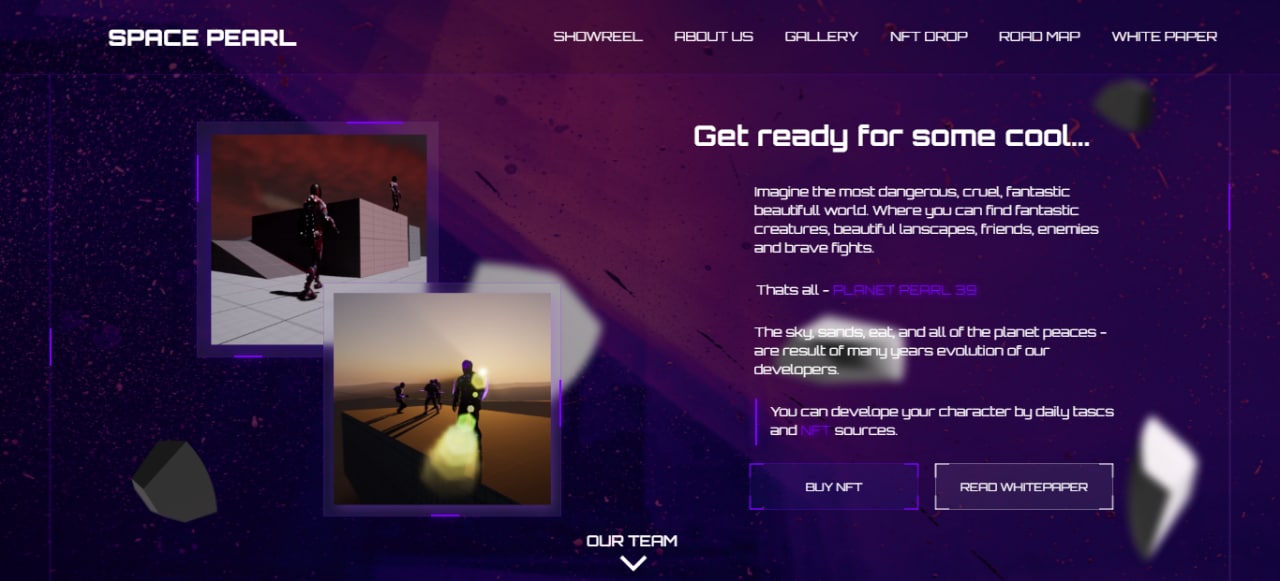 SPACE PEARL
SHOWREEL ABOUT US GALLERY NFT DROP ROAD MAP WHITE PAPER
Get ready for some cool...
Imagine the most dangerous, cruel, fantastic
beautifull world. Where you can find fantastic
creatures, beautiful lanscapes, friends, enemies
and brave fights.
Thats all - PLANET PEARL 39
The sky, sands, eat, and all of the planet peaces -
are result of many years evolution of our
developers.
You can develope your character by daily tascs
and NFT sources.
BUY NFT
READ WHITEPAPER
OUR TEAM